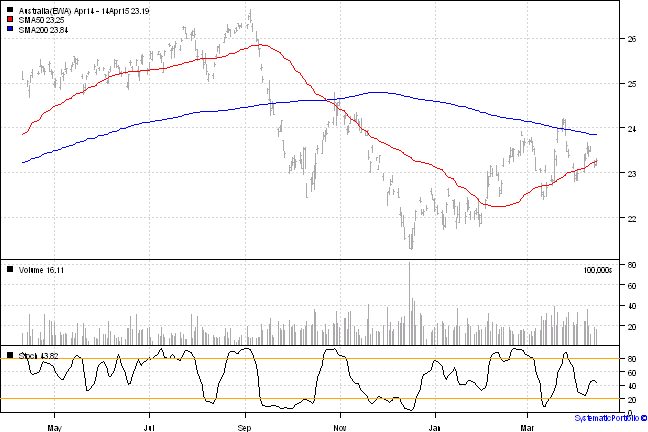 Australia(EWA) Apr14 - 14Apr15 23.19
SMA50 23.25
SMA200 23.84
26
25
24
23
22
Volume 16.11
100,000s
80
60
40
20
Stoch 43.82
80
60
40
20
0
May
Jul
Sep
Nov
Jan
Mar
SystematicPortfolio ©